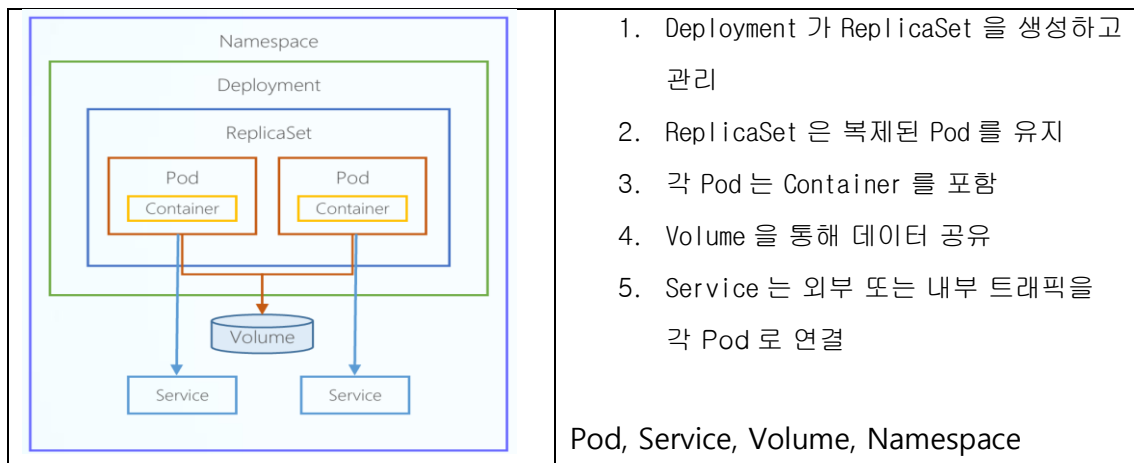 Namespace
Deployment
ReplicaSet
Pod
Pod
Container
Container
Volume
Service
Service
1. Deployment 가 ReplicaSet 을 생성하고
관리
2. ReplicaSet 은 복제된 Pod 를 유지
3. 각 Pod 는 Container 를 포함
4. Volume 을 통해 데이터 공유
5. Service 는 외부 또는 내부 트래픽을
각 Pod 로 연결
Pod, Service, Volume, Namespace